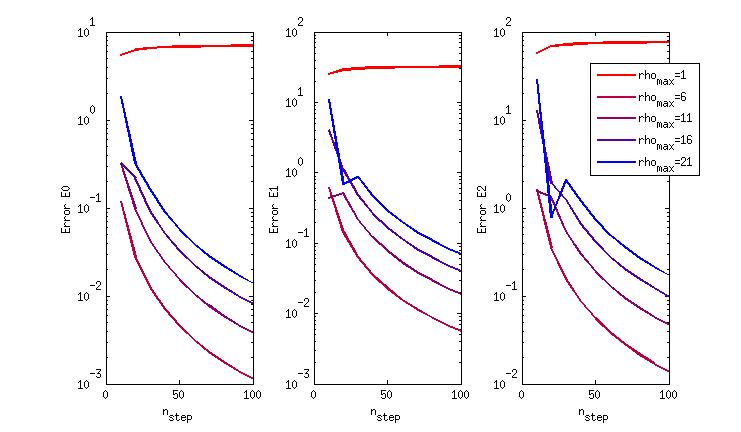 10^1
10^0
10^-1
10^-2
10^-3
Error E0
0
50
100
n_step
10^2
10^1
10^0
10^-1
10^-2
10^-3
Error E1
0
50
100
n_step
10^2
10^1
10^0
10^-1
10^-2
Error E2
0
50
100
n_step
rho_max=1
rho_max=6
rho_max=11
rho_max=16
rho_max=21